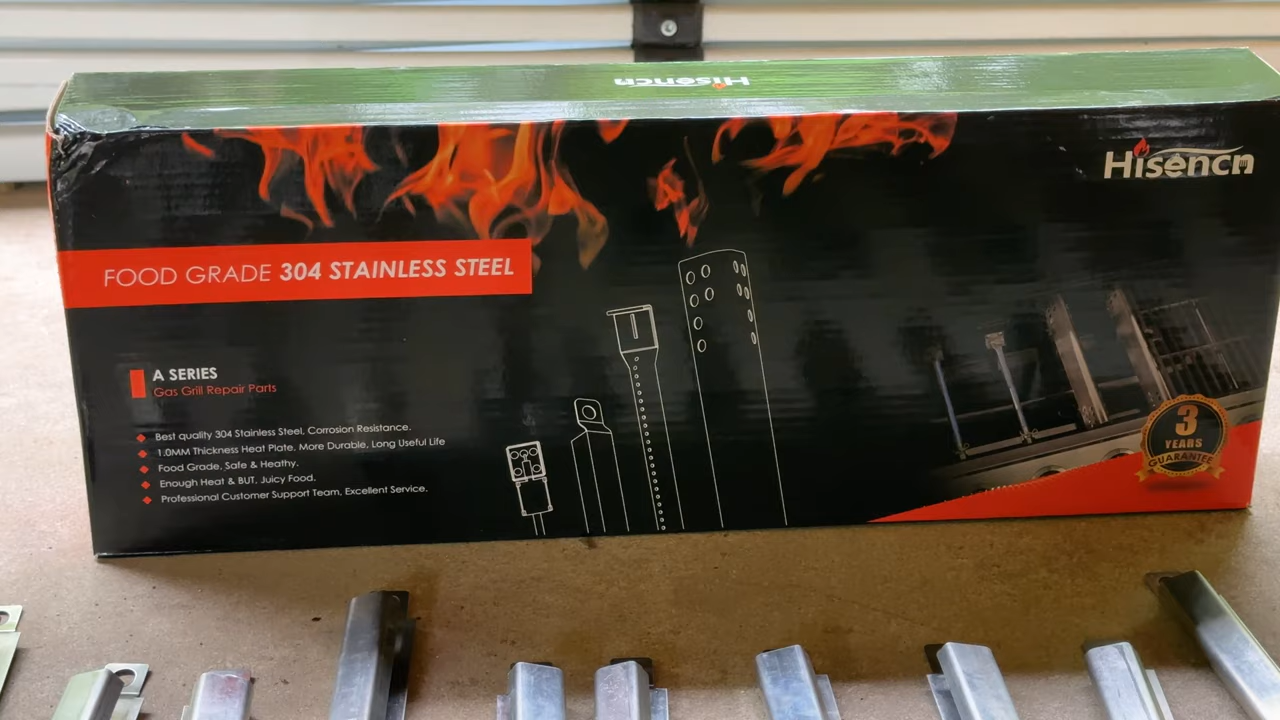 Hisencn
Hisencn
FOOD GRADE 304 STAINLESS STEEL
A SERIES
Gas Grill Repair Parts
Best quality 304 Stainless Steel, Corrosion Resistance.
1.0MM Thickness Heat Plate, More Durable, Long Useful Life
Food Grade, Safe & Heathy.
Enough Heat & BUT, Juicy Food.
Professional Customer Support Team, Excellent Service.
3
YEARS
GUARANTEE